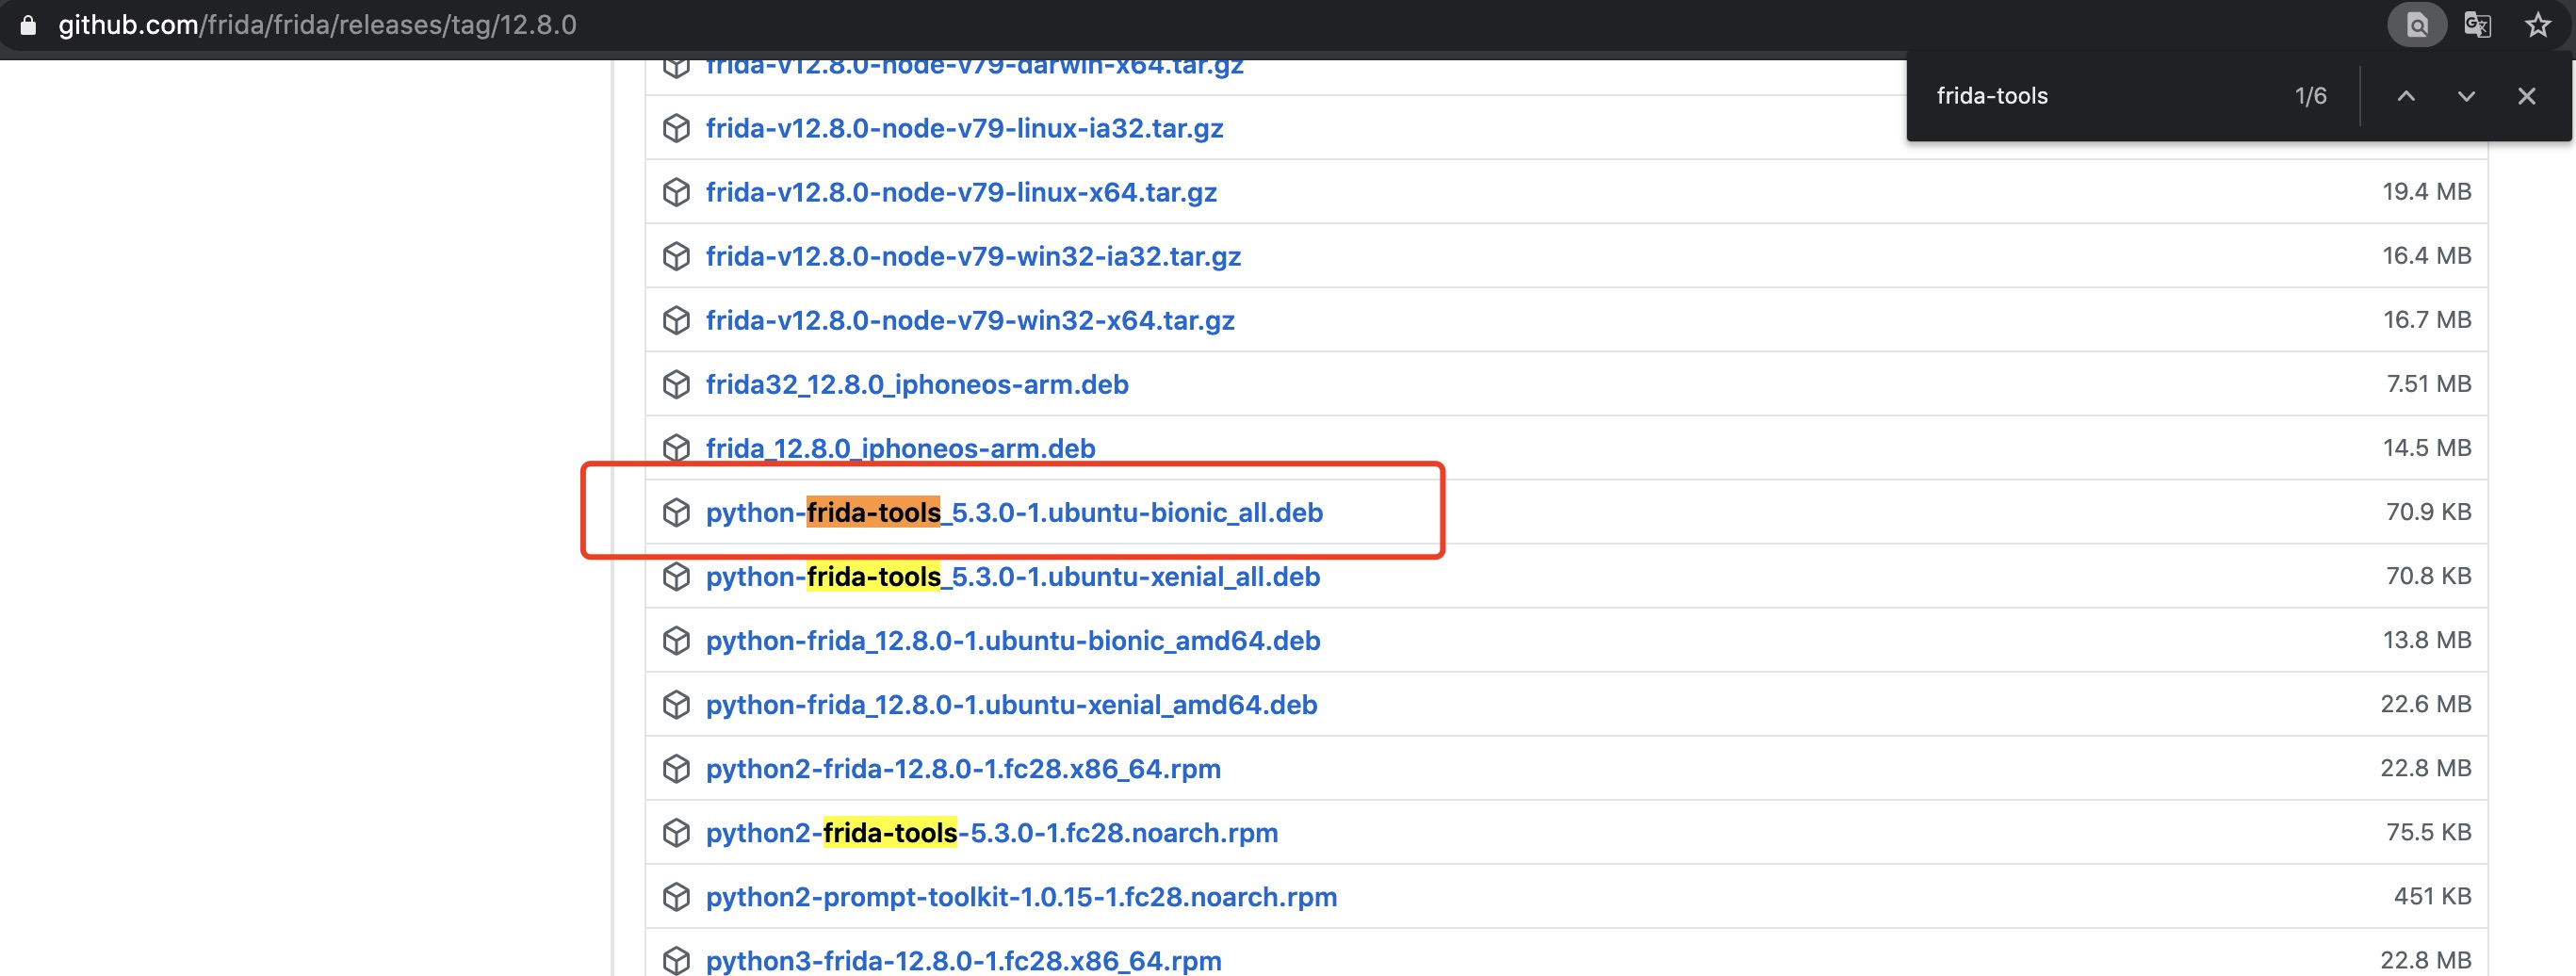 github.com/frida/frida/releases/tag/12.8.0
frida-tools 1/6
frida-v12.8.0-node-v79-darwin-x64.tar.gz
frida-v12.8.0-node-v79-linux-ia32.tar.gz
frida-v12.8.0-node-v79-linux-x64.tar.gz 19.4 MB
frida-v12.8.0-node-v79-win32-ia32.tar.gz 16.4 MB
frida-v12.8.0-node-v79-win32-x64.tar.gz 16.7 MB
frida32_12.8.0_iphoneos-arm.deb 7.51 MB
frida_12.8.0_iphoneos-arm.deb 14.5 MB
python-frida-tools_5.3.0-1.ubuntu-bionic_all.deb 70.9 KB
python-frida-tools_5.3.0-1.ubuntu-xenial_all.deb 70.8 KB
python-frida_12.8.0-1.ubuntu-bionic_amd64.deb 13.8 MB
python-frida_12.8.0-1.ubuntu-xenial_amd64.deb 22.6 MB
python2-frida-12.8.0-1.fc28.x86_64.rpm 22.8 MB
python2-frida-tools-5.3.0-1.fc28.noarch.rpm 75.5 KB
python2-prompt-toolkit-1.0.15-1.fc28.noarch.rpm 451 KB
python3-frida-12.8.0-1.fc28.x86_64.rpm 22.8 MB